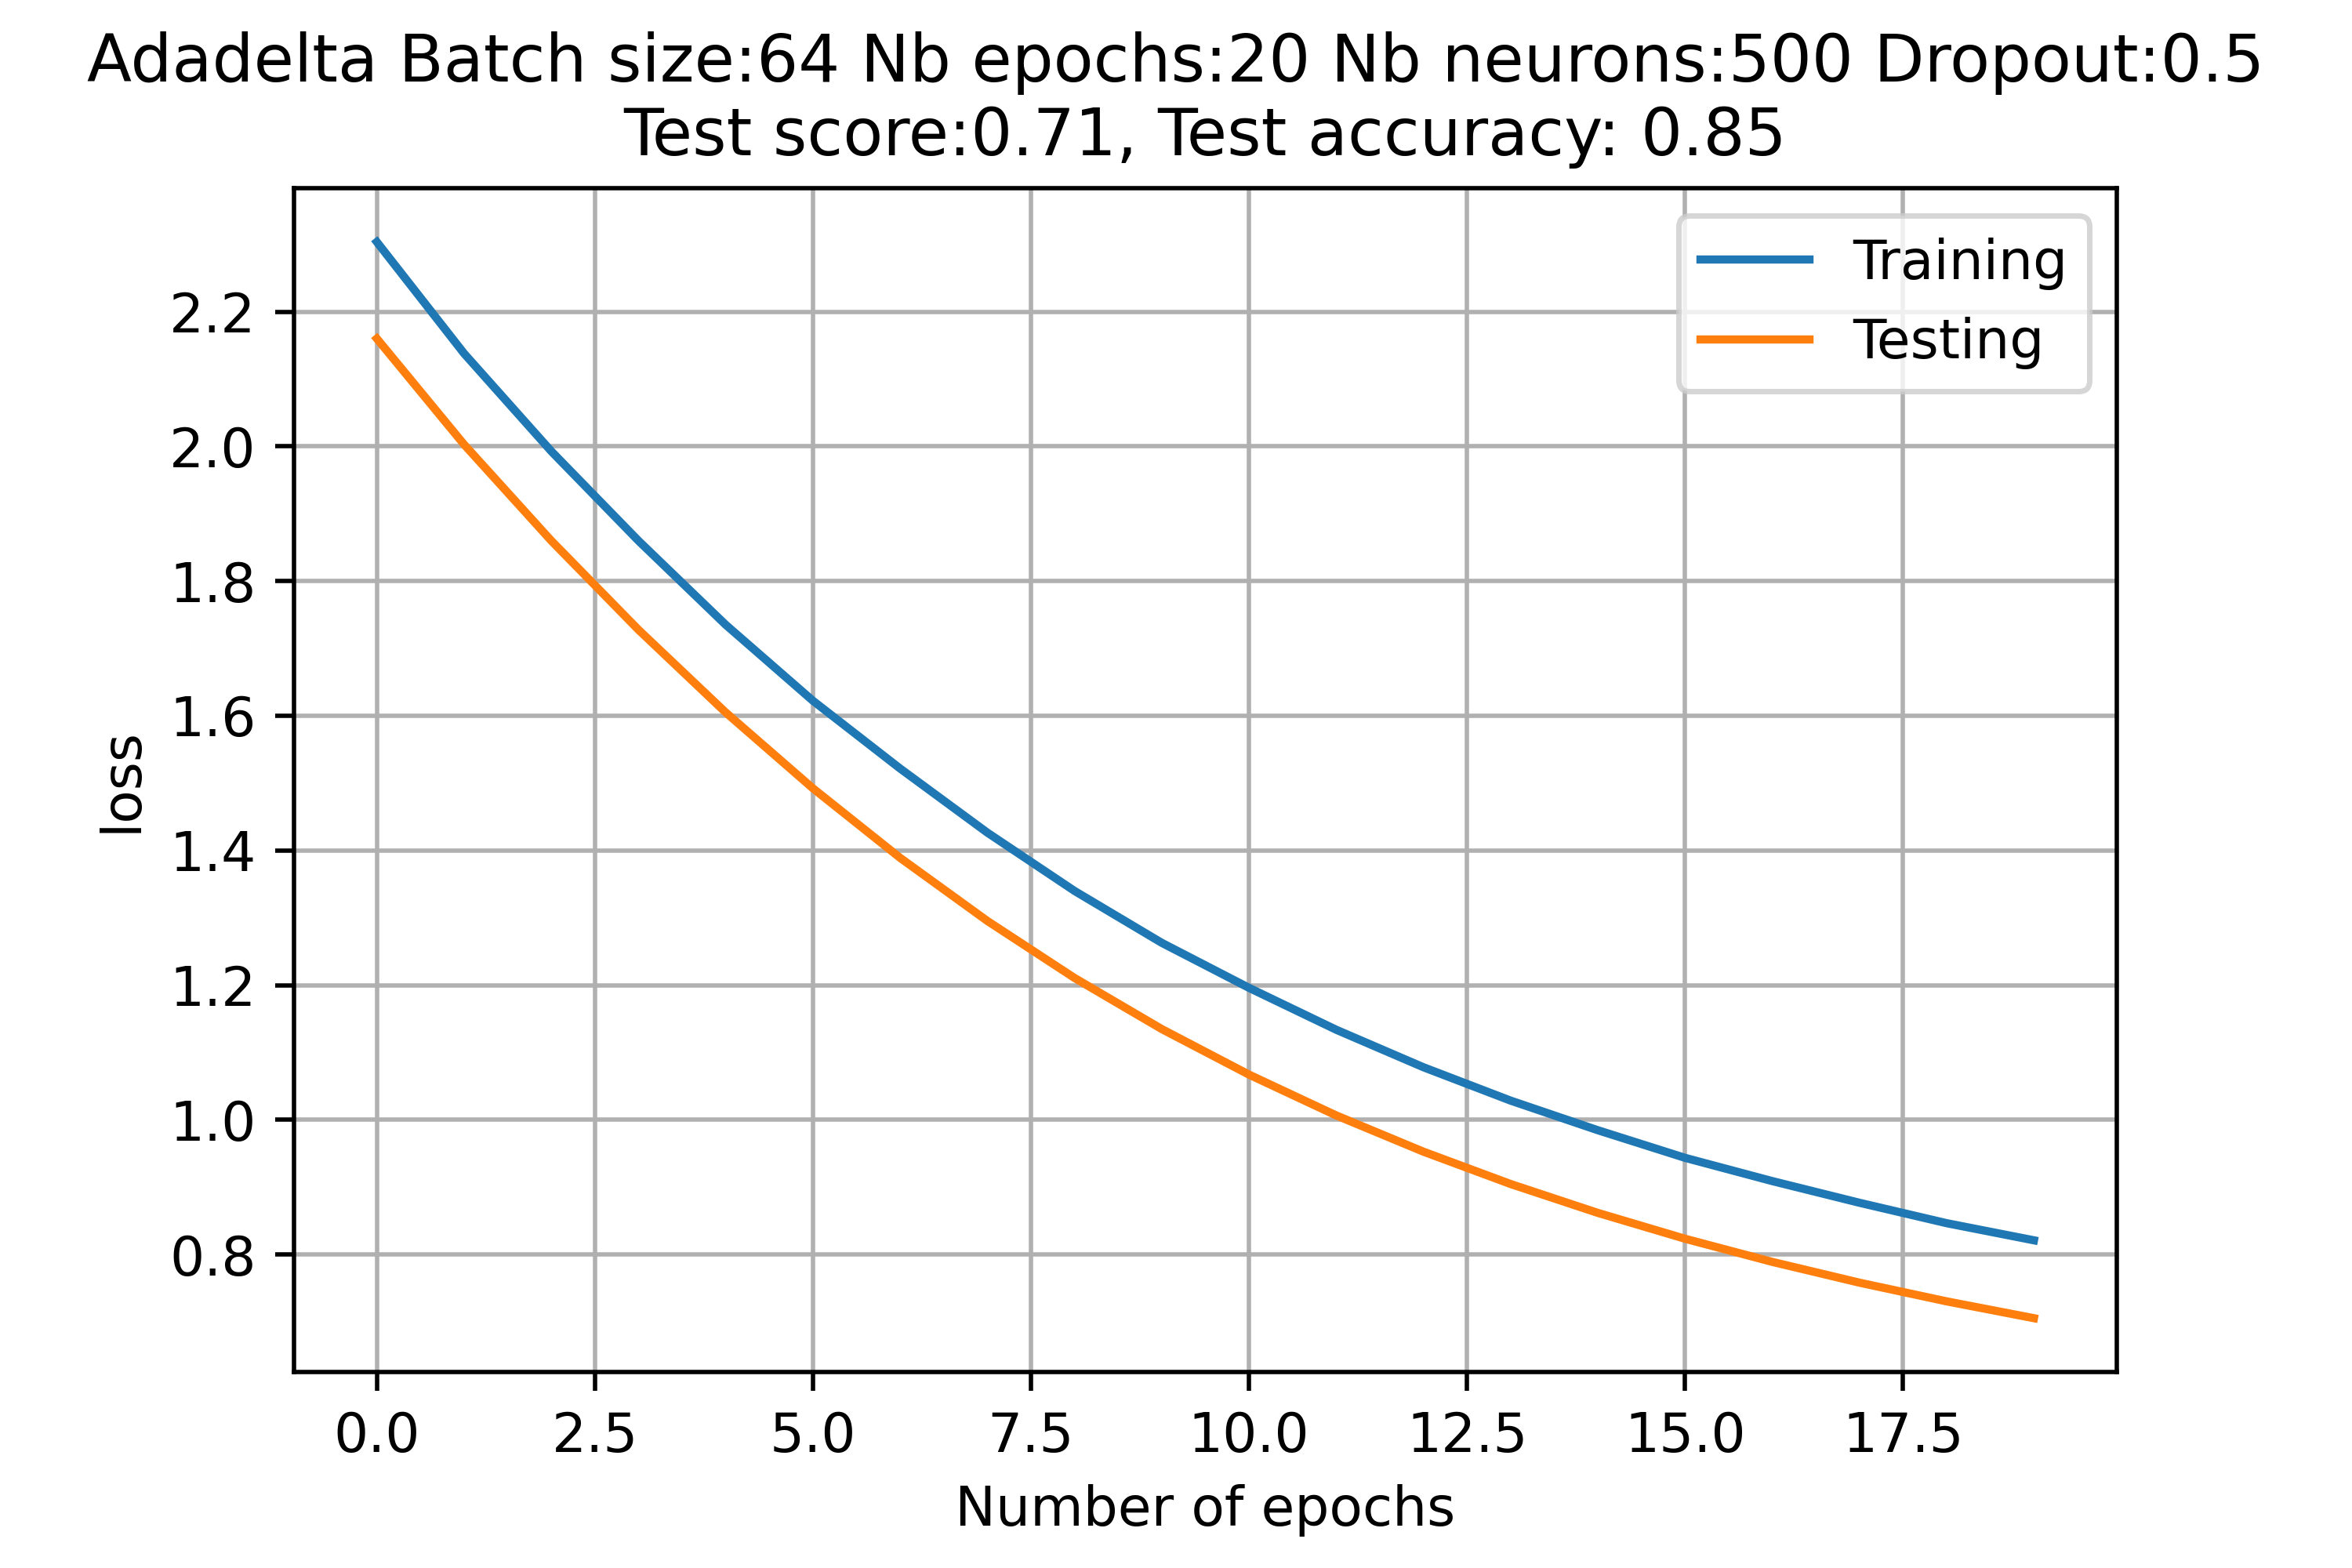 Adadelta Batch size:64 Nb epochs:20 Nb neurons:500 Dropout:0.5
Test score:0.71, Test accuracy: 0.85
Training
Testing
2.2
2.0
1.8
1.6
1.4
1.2
1.0
0.8
loss
0.0 2.5 5.0 7.5 10.0 12.5 15.0 17.5
Number of epochs